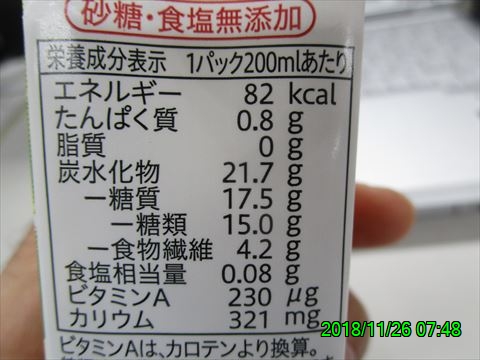 砂糖・食塩無添加
栄養成分表示 1パック200mlあたり
エネルギー 82 kcal
たんぱく質 0.8 g
脂質 0 g
炭水化物 21.7 g
ー糖質 17.5 g
ー糖類 15.0 g
ー食物繊維 4.2 g
食塩相当量 0.08 g
ビタミンA 230 μg
カリウム 321 mg
ビタミンAは、カロテンより換算。
2018/11/26 07:48